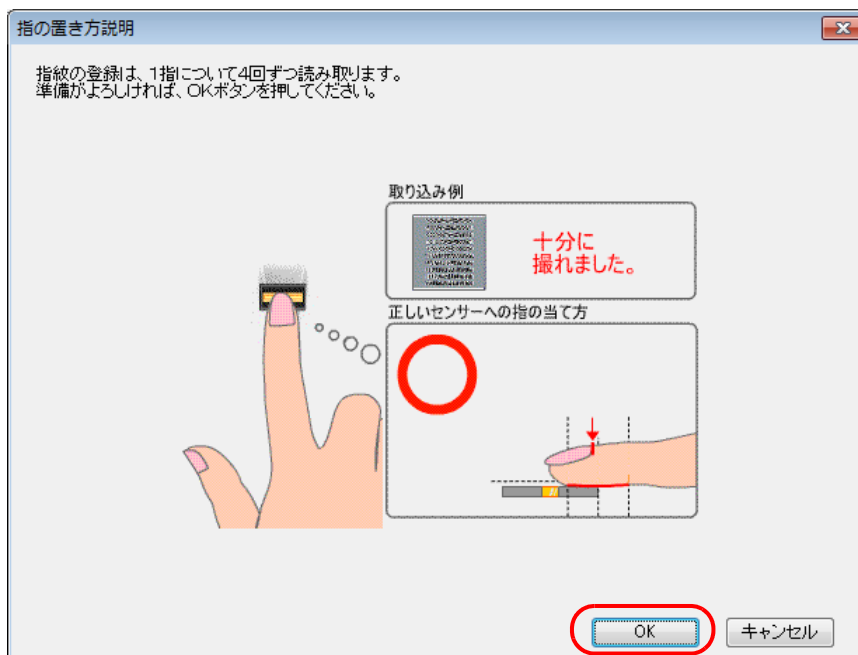 指の置き方説明
指紋の登録は、1指について4回ずつ読み取ります。
準備がよろしければ、OKボタンを押してください。
取り込み例
十分に
撮れました。
正しいセンサーへの指の当て方
OK
キャンセル